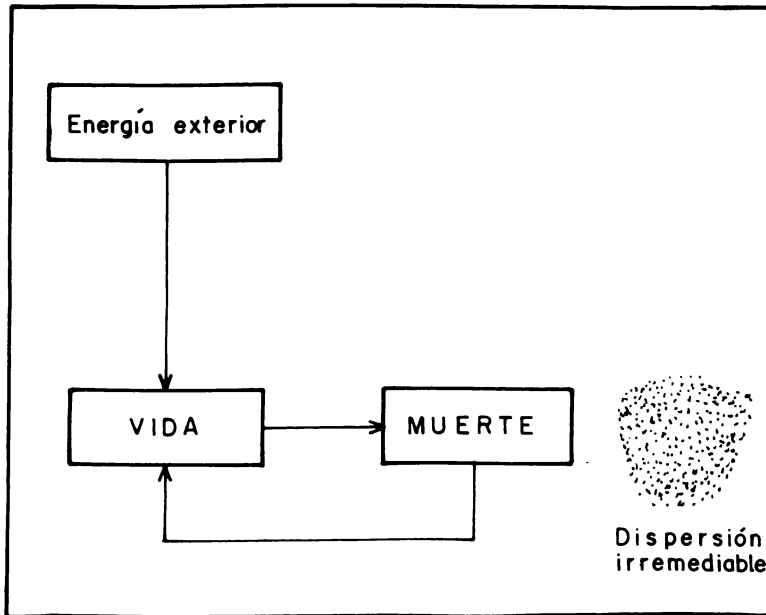 Energía exterior
VIDA
MUERTE
Dispersión
irremediable